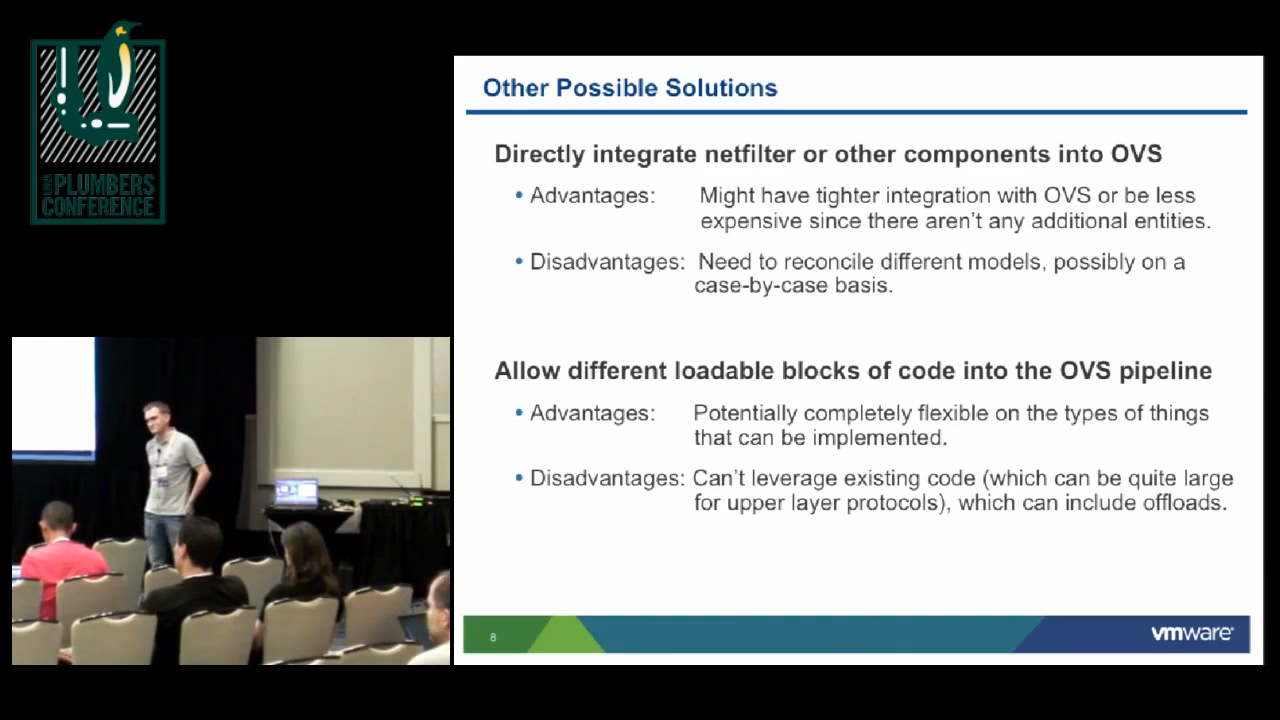 LINUX
PLUMBERS
CONFERENCE
Other Possible Solutions
Directly integrate netfilter or other components into OVS
• Advantages: Might have tighter integration with OVS or be less
expensive since there aren't any additional entities.
• Disadvantages: Need to reconcile different models, possibly on a
case-by-case basis.
Allow different loadable blocks of code into the OVS pipeline
• Advantages: Potentially completely flexible on the types of things
that can be implemented.
• Disadvantages: Can't leverage existing code (which can be quite large
for upper layer protocols), which can include offloads.
8
vmware®